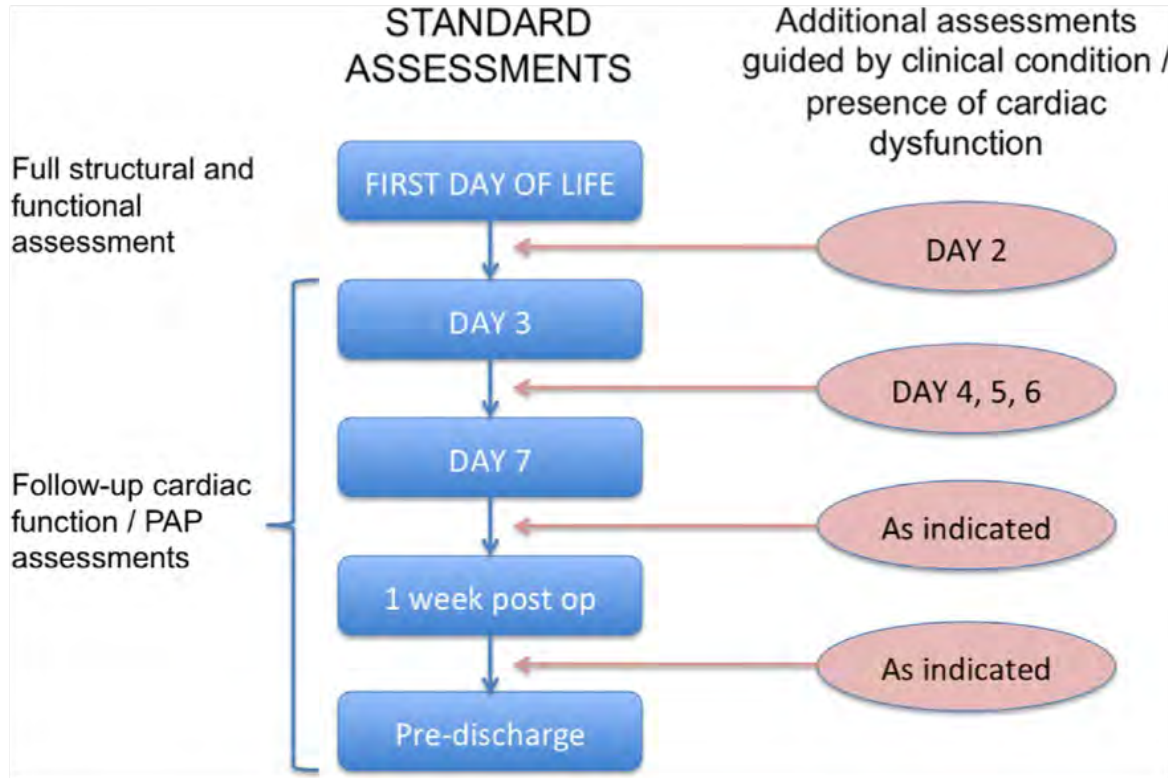 STANDARD
ASSESSMENTS
Additional assessments
guided by clinical condition /
presence of cardiac
dysfunction
Full structural and
functional
assessment
FIRST DAY OF LIFE
DAY 2
DAY 3
DAY 4, 5, 6
DAY 7
Follow-up cardiac
function / PAP
assessments
As indicated
1 week post op
As indicated
Pre-discharge